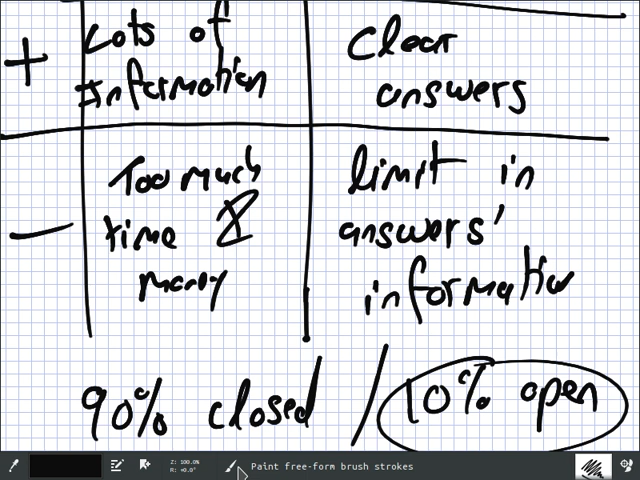 +
Lots of
Information
Clear
answers
-
Too much
time &
money
limit in
answers'
information
90% closed / 10% open
Z: 100.0%
R: +0.0°
Paint free-form brush strokes